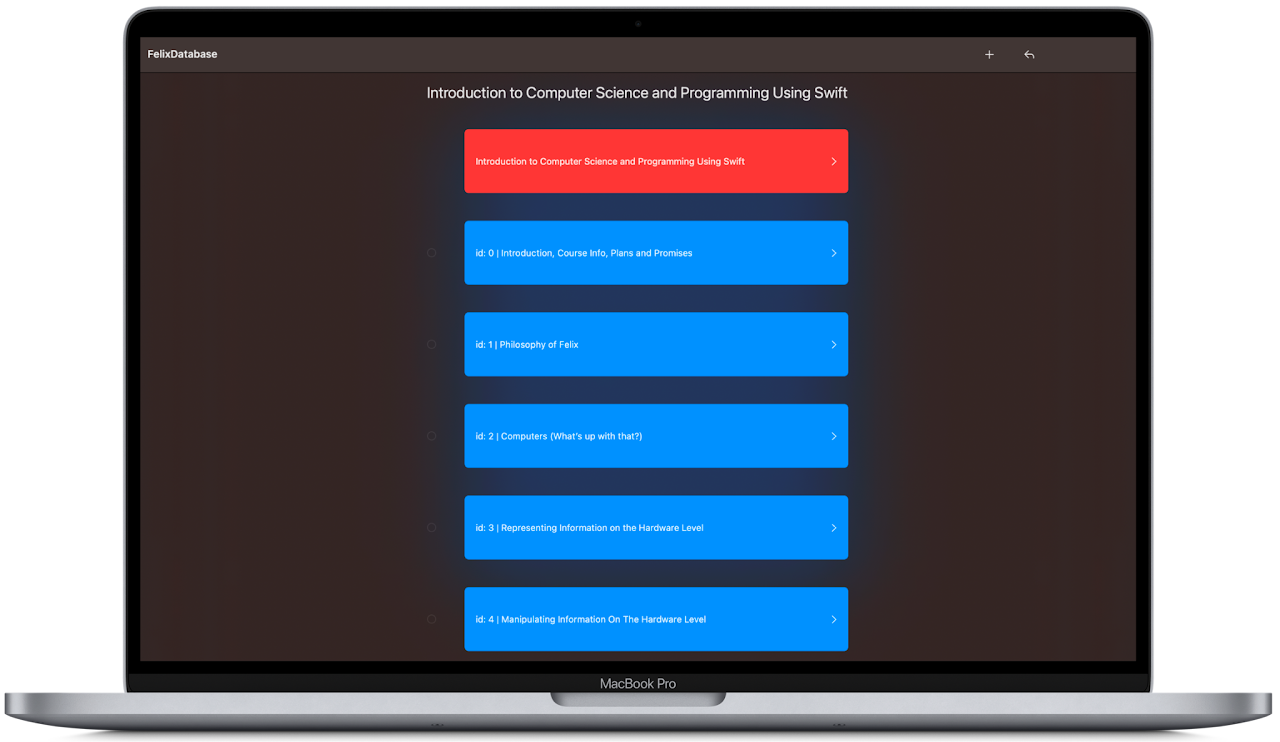 FelixDatabase
Introduction to Computer Science and Programming Using Swift
Introduction to Computer Science and Programming Using Swift
id: 0 | Introduction, Course Info, Plans and Promises
id: 1 | Philosophy of Felix
id: 2 | Computers (What's up with that?)
id: 3 | Representing Information on the Hardware Level
id: 4 | Manipulating Information On The Hardware Level
MacBook Pro